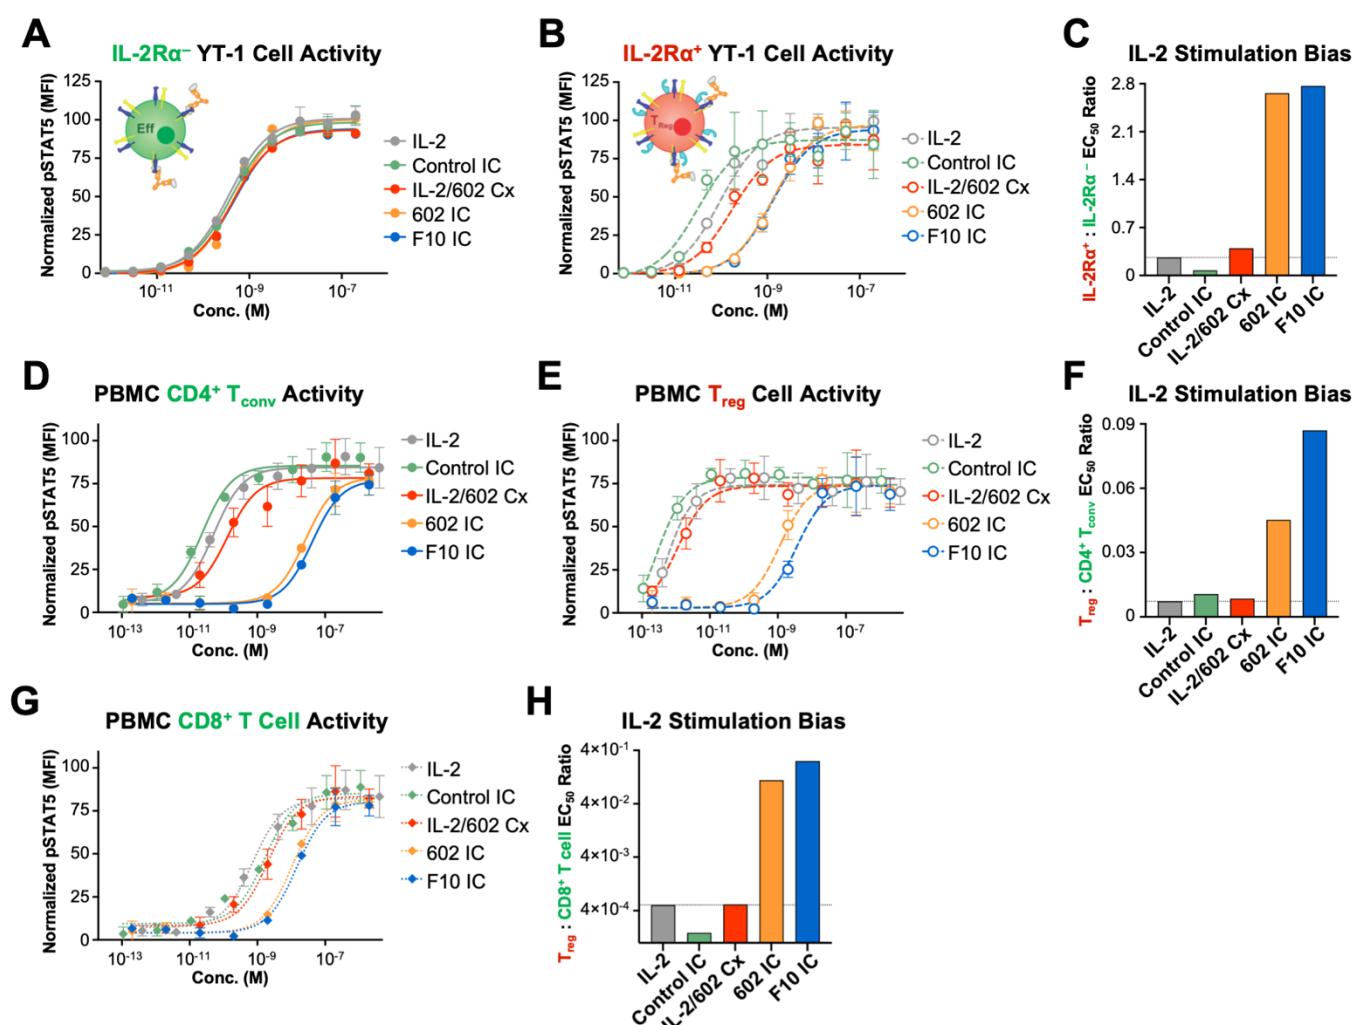 A
IL-2Rα⁻ YT-1 Cell Activity
Normalized pSTAT5 (MFI)
125
100
75
50
25
0
Eff
10⁻¹¹
10⁻⁹
10⁻⁷
Conc. (M)
IL-2
Control IC
IL-2/602 Cx
602 IC
F10 IC
B
IL-2Rα⁺ YT-1 Cell Activity
Normalized pSTAT5 (MFI)
125
100
75
50
25
0
T Reg
10⁻¹¹
10⁻⁹
10⁻⁷
Conc. (M)
IL-2
Control IC
IL-2/602 Cx
602 IC
F10 IC
C
IL-2 Stimulation Bias
IL-2Rα⁺ : IL-2Rα⁻ EC₅₀ Ratio
2.8
2.1
1.4
0.7
0
IL-2
Control IC
IL-2/602 Cx
602 IC
F10 IC
D
PBMC CD4⁺ Tconv Activity
Normalized pSTAT5 (MFI)
100
75
50
25
0
10⁻¹³
10⁻¹¹
10⁻⁹
10⁻⁷
Conc. (M)
IL-2
Control IC
IL-2/602 Cx
602 IC
F10 IC
E
PBMC Treg Cell Activity
Normalized pSTAT5 (MFI)
100
75
50
25
0
10⁻¹³
10⁻¹¹
10⁻⁹
10⁻⁷
Conc. (M)
IL-2
Control IC
IL-2/602 Cx
602 IC
F10 IC
F
IL-2 Stimulation Bias
Treg : CD4⁺ Tconv EC₅₀ Ratio
0.09
0.06
0.03
0
IL-2
Control IC
IL-2/602 Cx
602 IC
F10 IC
G
PBMC CD8⁺ T Cell Activity
Normalized pSTAT5 (MFI)
100
75
50
25
0
10⁻¹³
10⁻¹¹
10⁻⁹
10⁻⁷
Conc. (M)
IL-2
Control IC
IL-2/602 Cx
602 IC
F10 IC
H
IL-2 Stimulation Bias
Treg : CD8⁺ T cell EC₅₀ Ratio
4×10⁻¹
4×10⁻²
4×10⁻³
4×10⁻⁴
IL-2
Control IC
IL-2/602 Cx
602 IC
F10 IC